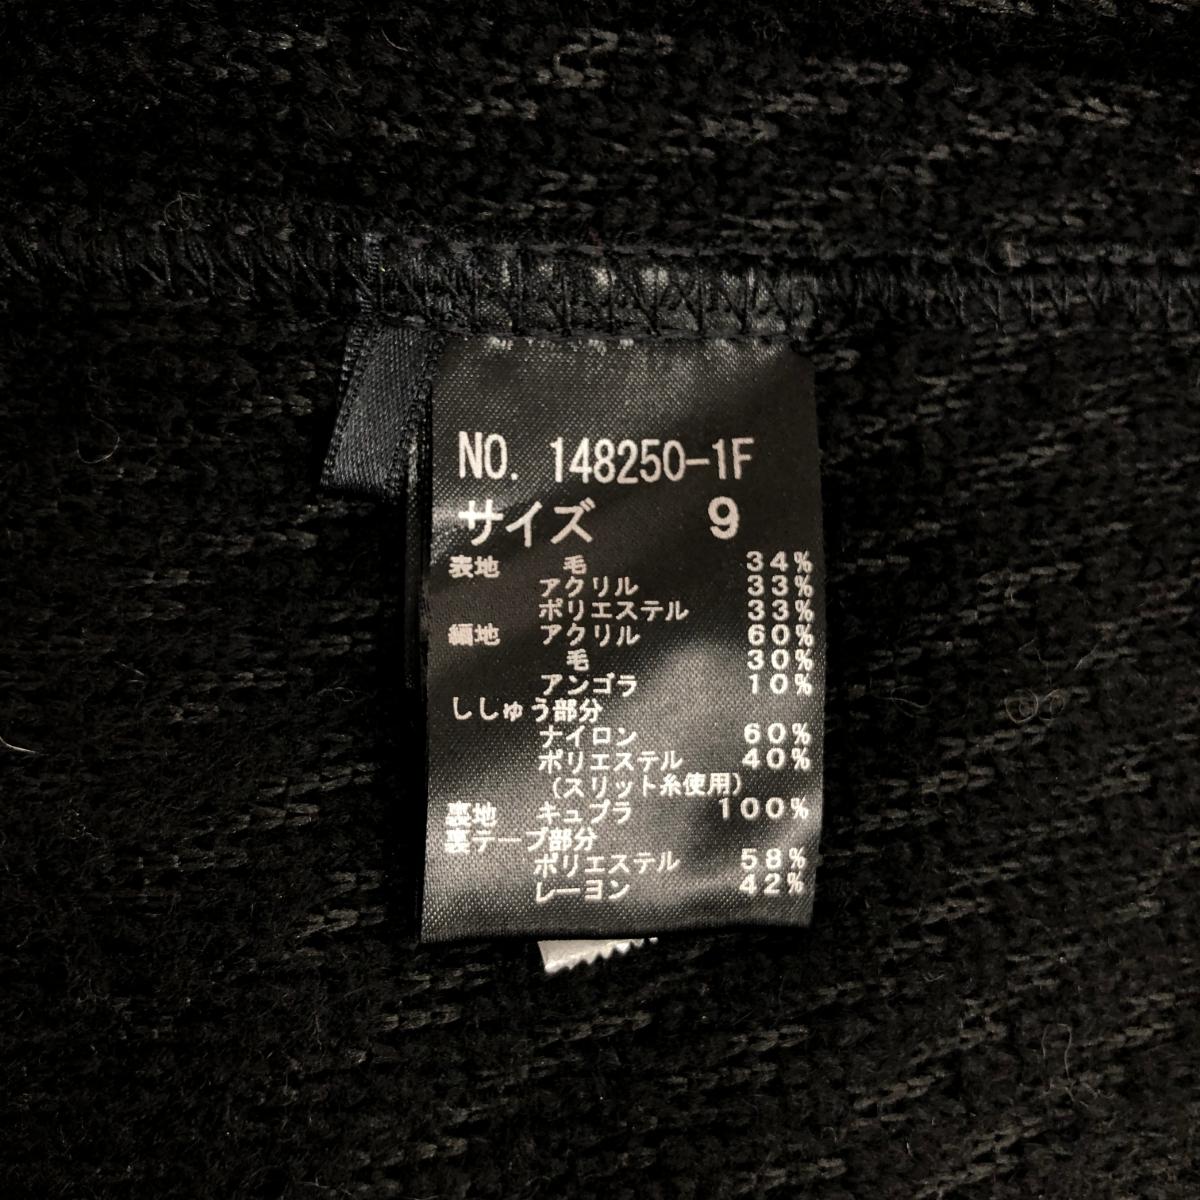 NO. 148250-1F
サイズ 9
表地 毛 34%
アクリル 33%
ポリエステル 33%
編地 アクリル 60%
毛 30%
アンゴラ 10%
ししゅう部分
ナイロン 60%
ポリエステル 40%
(スリット糸使用)
裏地 キュプラ 100%
裏テープ部分
ポリエステル 58%
レーヨン 42%